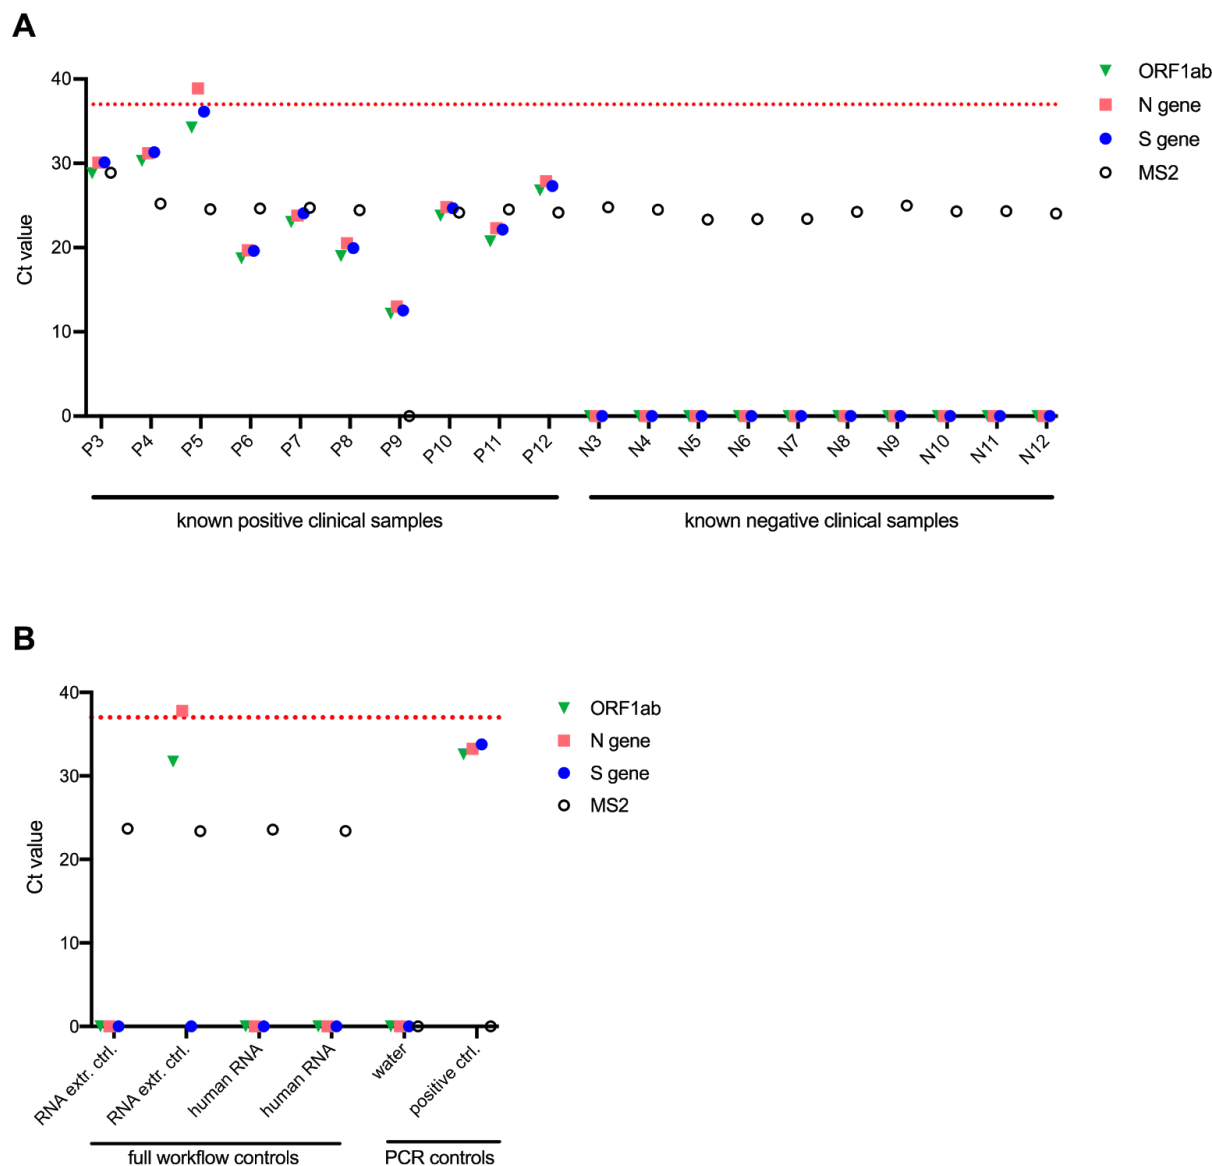 A
Ct value
40
30
20
10
0
P3 P4 P5 P6 P7 P8 P9 P10 P11 P12 N3 N4 N5 N6 N7 N8 N9 N10 N11 N12
known positive clinical samples
known negative clinical samples
ORF1ab
N gene
S gene
MS2
B
Ct value
40
30
20
10
0
RNA extr. ctrl. RNA extr. ctrl. human RNA human RNA water positive ctrl.
full workflow controls
PCR controls
ORF1ab
N gene
S gene
MS2